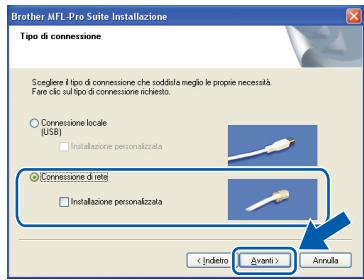 Brother MFL-Pro Suite Installazione
Tipo di connessione
Scegliere il tipo di connessione che soddisfa meglio le proprie necessità.
Fare clic sul tipo di connessione richiesto.
Connessione locale
(USB)
Installazione personalizzata
Connessione di rete
Installazione personalizzata
< Indietro
Avanti >
Annulla